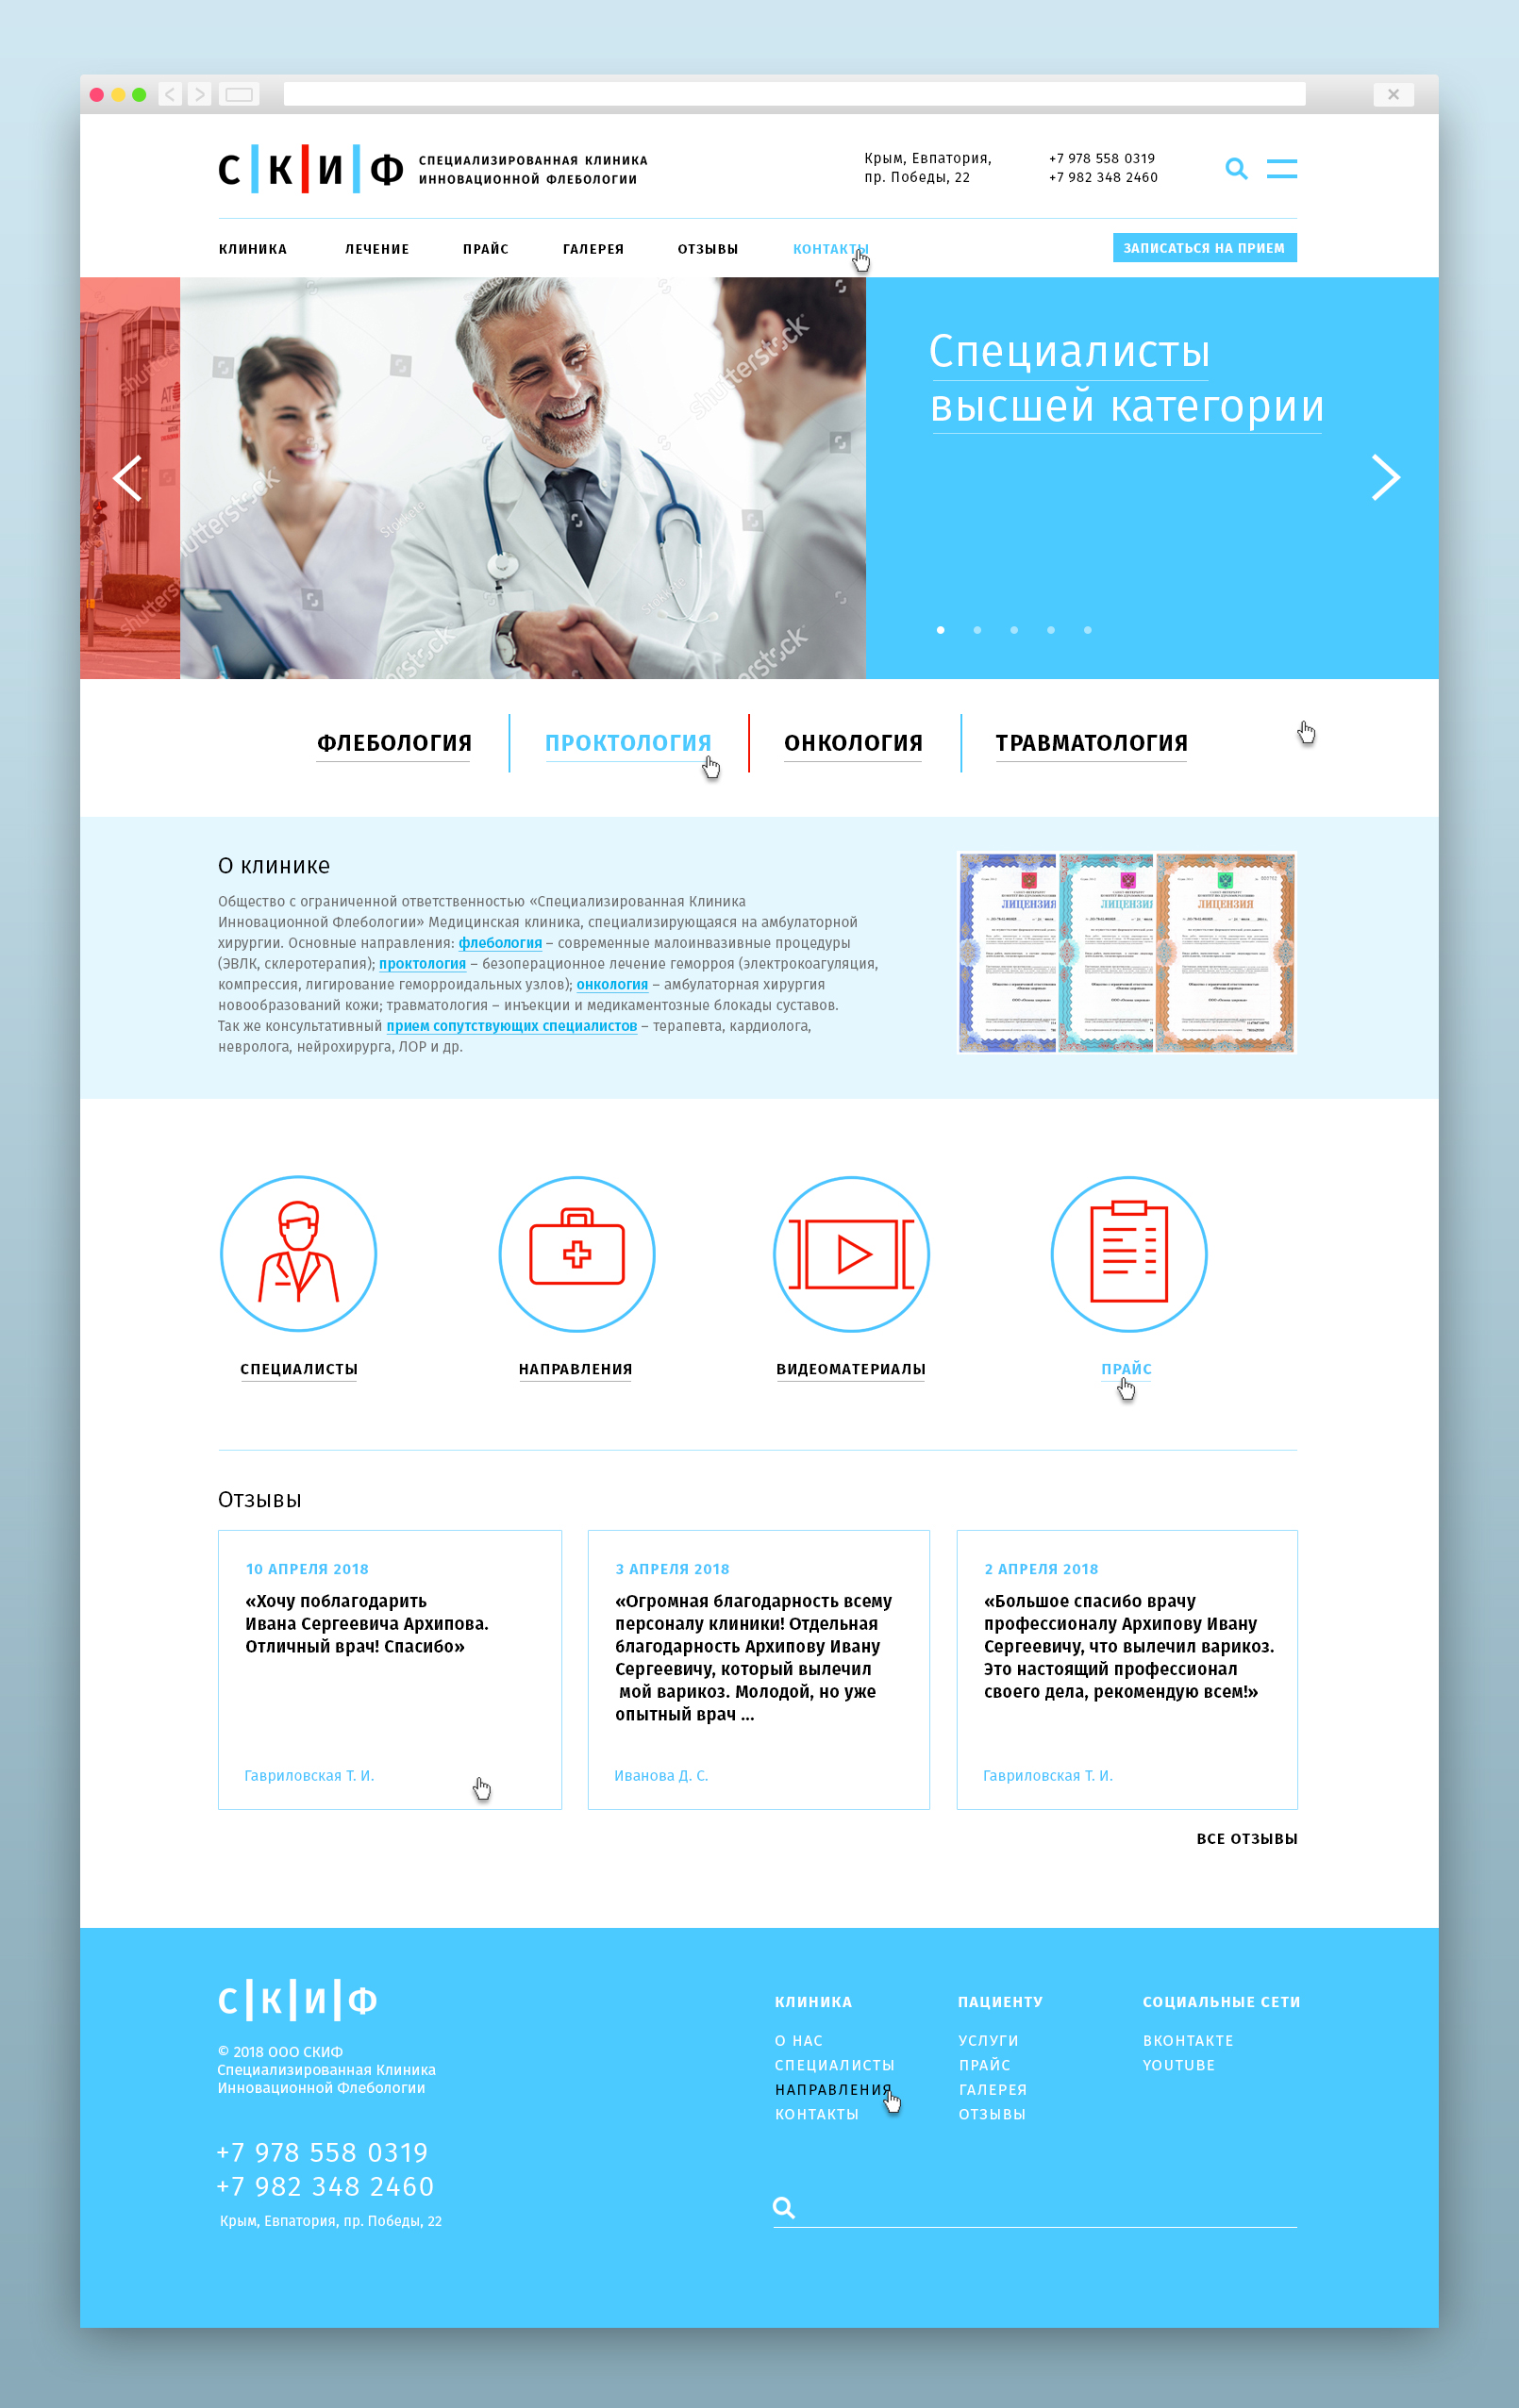 С|К|И|Ф
СПЕЦИАЛИЗИРОВАННАЯ КЛИНИКА
ИННОВАЦИОННОЙ ФЛЕБОЛОГИИ
Крым, Евпатория,
пр. Победы, 22
+7 978 558 0319
+7 982 348 2460
КЛИНИКА ЛЕЧЕНИЕ ПРАЙС ГАЛЕРЕЯ ОТЗЫВЫ КОНТАКТЫ ЗАПИСАТЬСЯ НА ПРИЕМ
Специалисты
высшей категории
shutterstock
shutterstock
ФЛЕБОЛОГИЯ ПРОКТОЛОГИЯ ОНКОЛОГИЯ ТРАВМАТОЛОГИЯ
О клинике
Общество с ограниченной ответственностью «Специализированная Клиника
Инновационной Флебологии» Медицинская клиника, специализирующаяся на амбулаторной
хирургии. Основные направления: флебология – современные малоинвазивные процедуры
(ЭВЛК, склеротерапия); проктология – безоперационное лечение геморроя (электрокоагуляция,
компрессия, лигирование геморроидальных узлов); онкология – амбулаторная хирургия
новообразований кожи; травматология – инъекции и медикаментозные блокады суставов.
Так же консультативный прием сопутствующих специалистов – терапевта, кардиолога,
невролога, нейрохирурга, ЛОР и др.
ЛИЦЕНЗИЯ
СПЕЦИАЛИСТЫ НАПРАВЛЕНИЯ ВИДЕОМАТЕРИАЛЫ ПРАЙС
Отзывы
10 АПРЕЛЯ 2018
«Хочу поблагодарить
Ивана Сергеевича Архипова.
Отличный врач! Спасибо»
Гавриловская Т. И.
3 АПРЕЛЯ 2018
«Огромная благодарность всему
персоналу клиники! Отдельная
благодарность Архипову Ивану
Сергеевичу, который вылечил
мой варикоз. Молодой, но уже
опытный врач ...
Иванова Д. С.
2 АПРЕЛЯ 2018
«Большое спасибо врачу
профессионалу Архипову Ивану
Сергеевичу, что вылечил варикоз.
Это настоящий профессионал
своего дела, рекомендую всем!»
Гавриловская Т. И.
ВСЕ ОТЗЫВЫ
С|К|И|Ф
© 2018 ООО СКИФ
Специализированная Клиника
Инновационной Флебологии
+7 978 558 0319
+7 982 348 2460
Крым, Евпатория, пр. Победы, 22
КЛИНИКА
О НАС
СПЕЦИАЛИСТЫ
НАПРАВЛЕНИЯ
КОНТАКТЫ
ПАЦИЕНТУ
УСЛУГИ
ПРАЙС
ГАЛЕРЕЯ
ОТЗЫВЫ
СОЦИАЛЬНЫЕ СЕТИ
ВКОНТАКТЕ
YOUTUBE